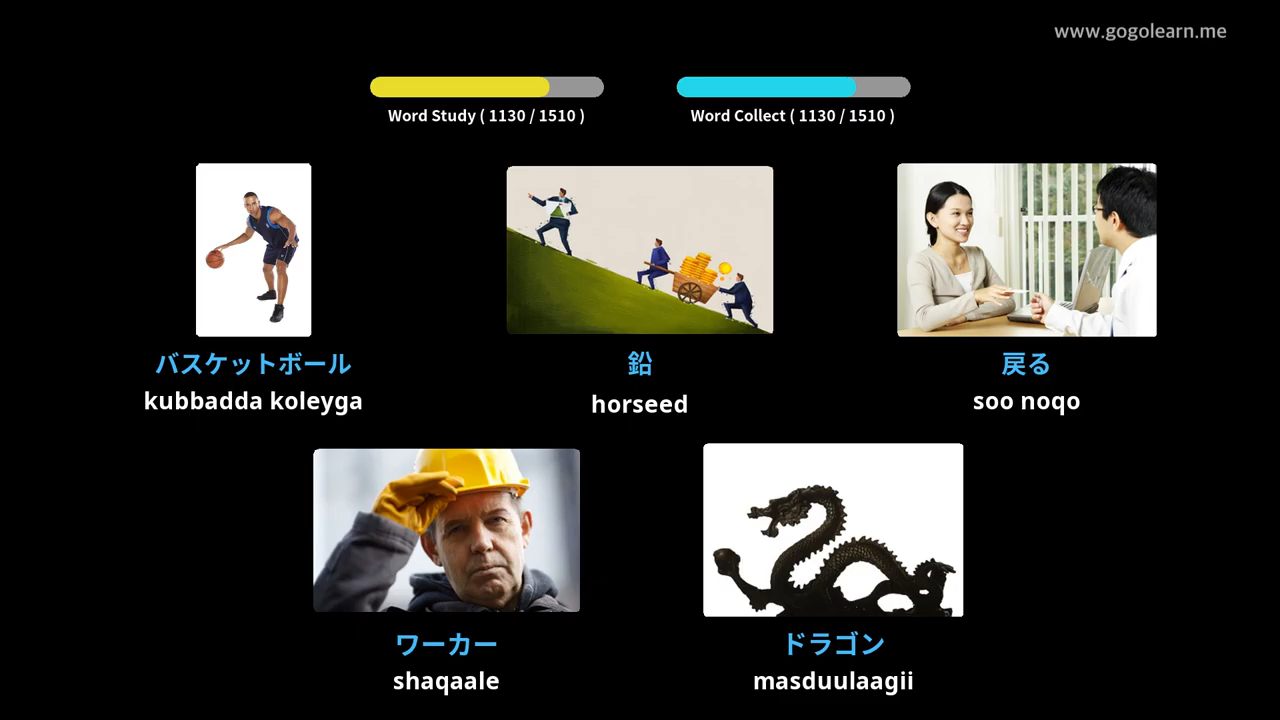 www.gogolearn.me
Word Study ( 1130 / 1510 )
Word Collect ( 1130 / 1510 )
バスケットボール
kubbadda koleyga
鉛
horseed
戻る
soo noqo
ワーカー
shaqaale
ドラゴン
masduulaagii